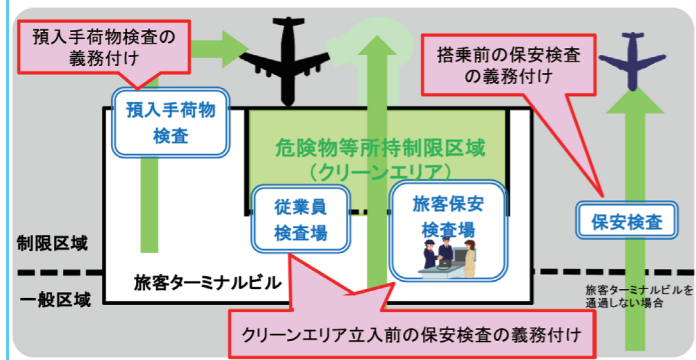 預入手荷物検査の
義務付け
搭乗前の保安検査
の義務付け
預入手荷物
検査
危険物等所持制限区域
（クリーンエリア）
従業員
検査場
旅客保安
検査場
保安検査
制限区域
旅客ターミナルビル
一般区域
旅客ターミナルビルを
通過しない場合
クリーンエリア立入前の保安検査の義務付け